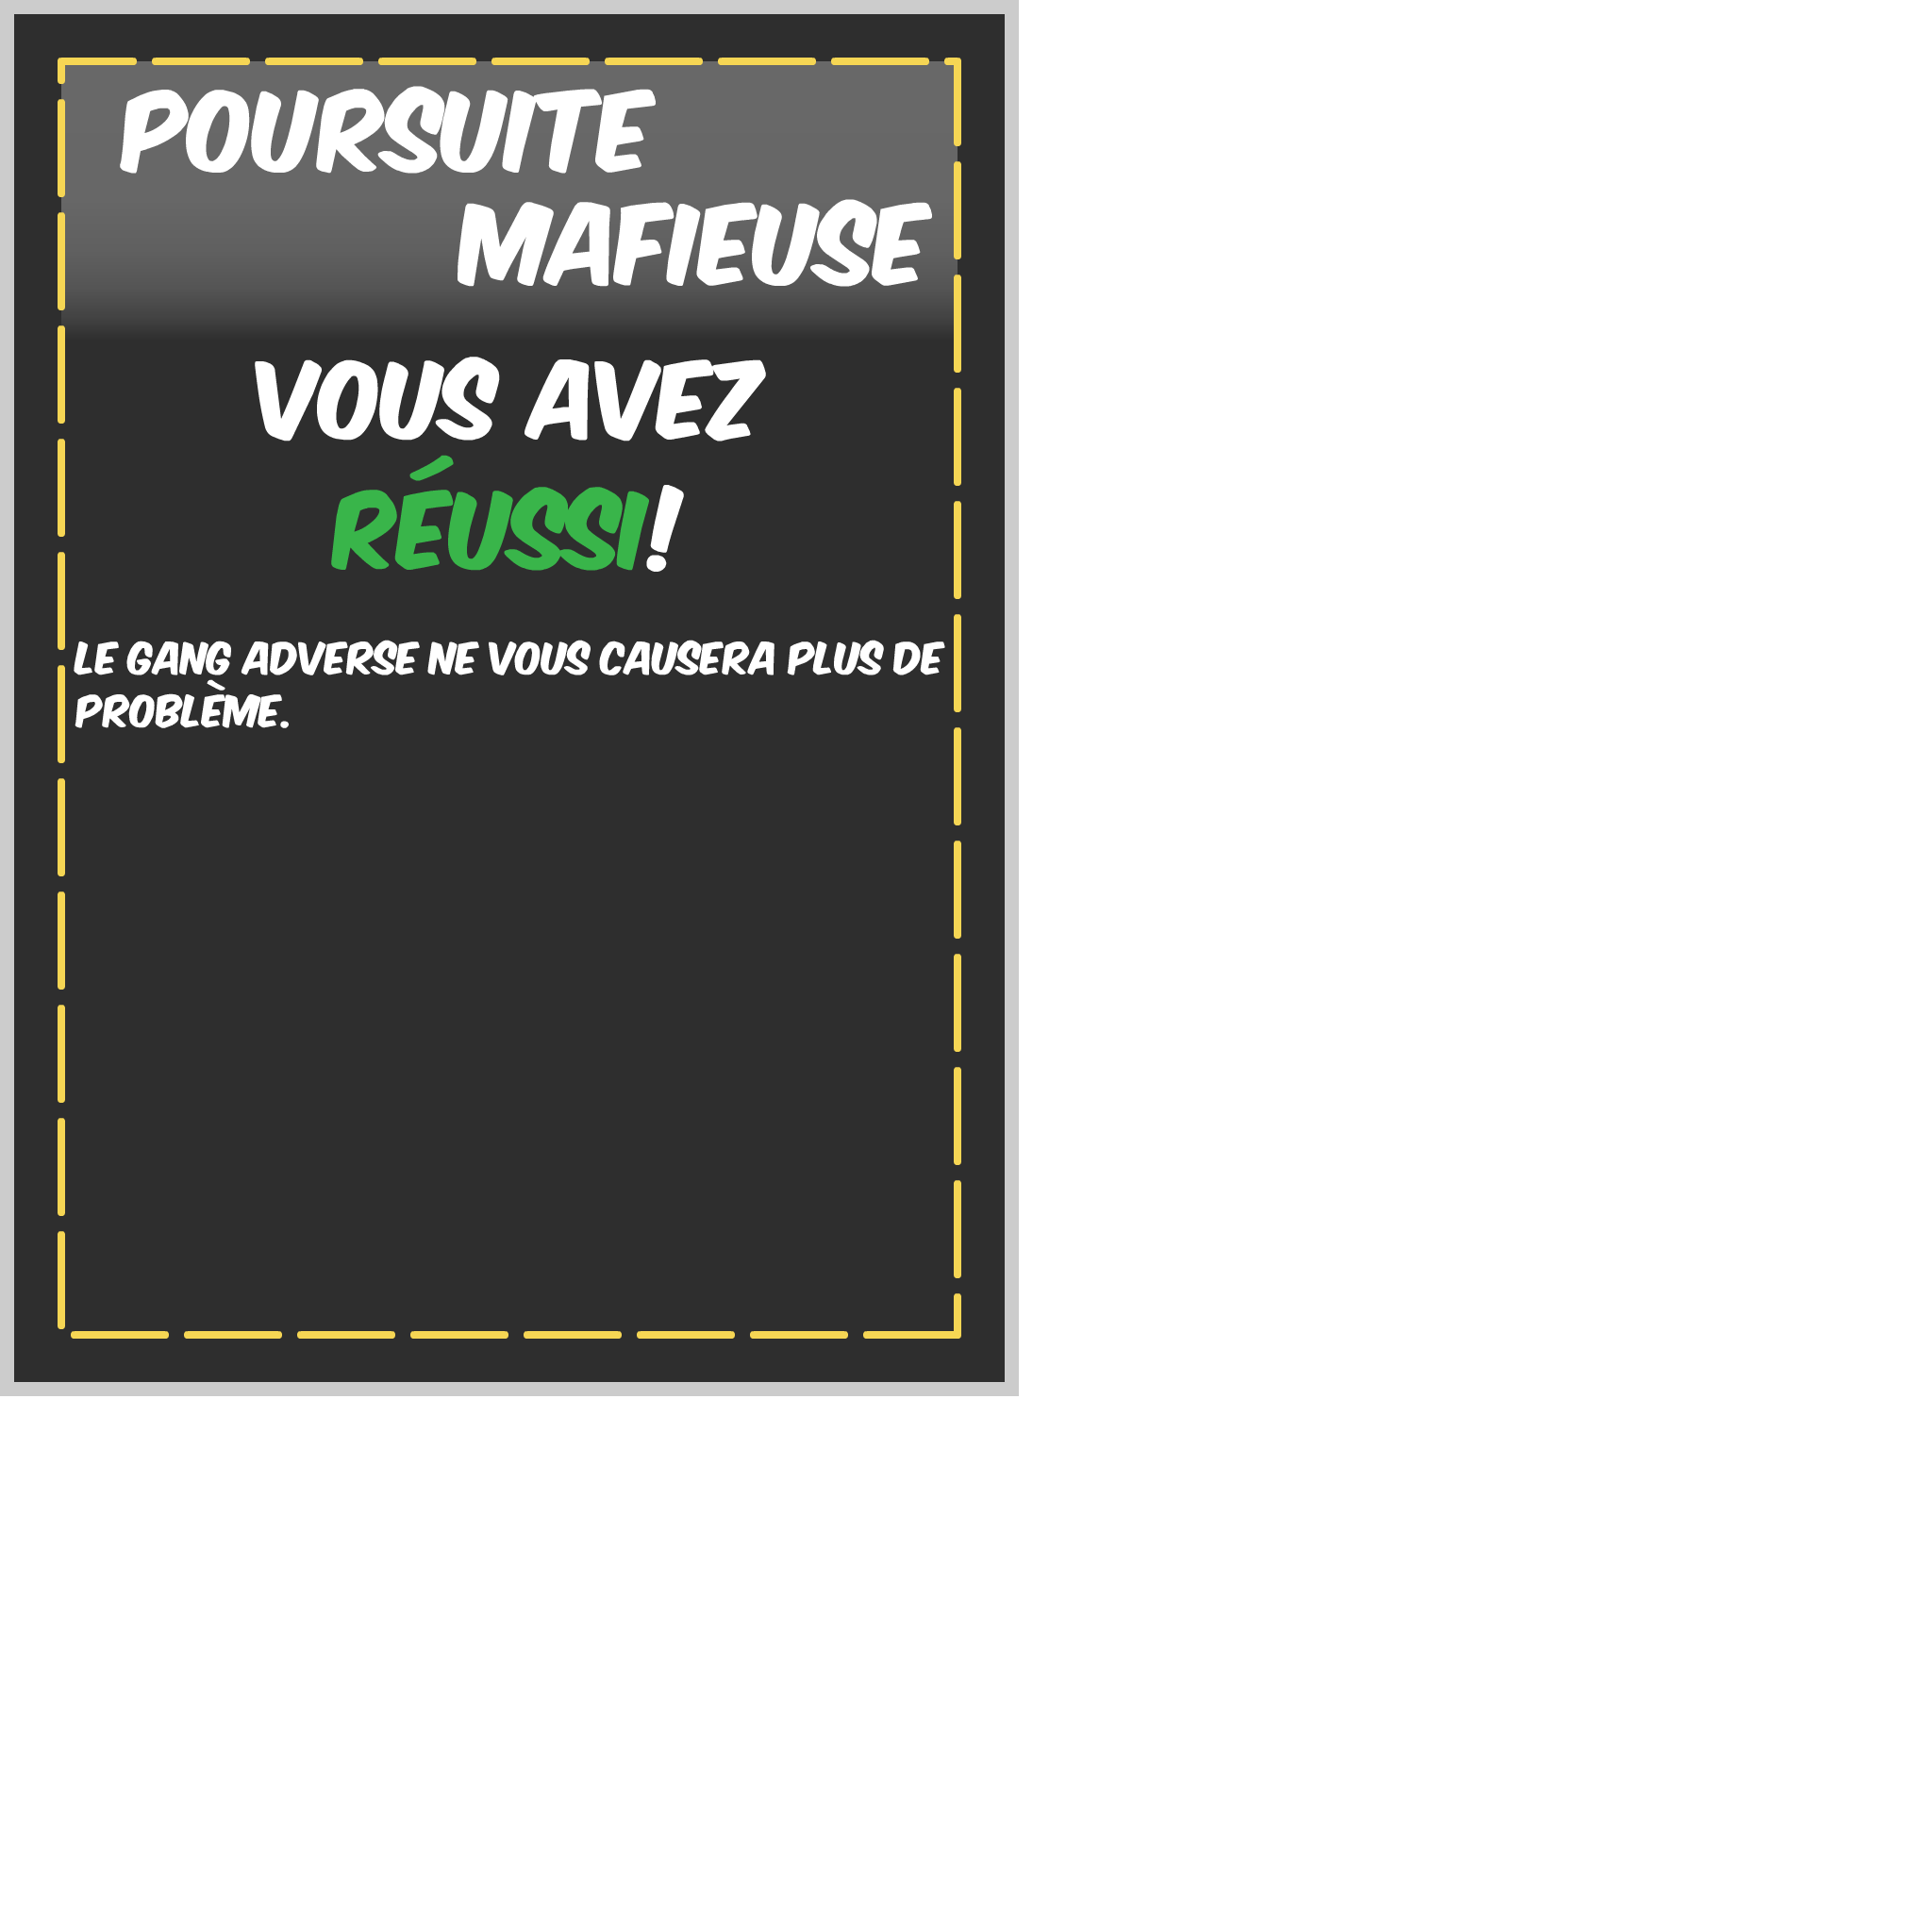 POURSUITE
MAFIEUSE
VOUS AVEZ
RÉUSSI!
LE GANG ADVERSE NE VOUS CAUSERA PLUS DE
PROBLÈME.